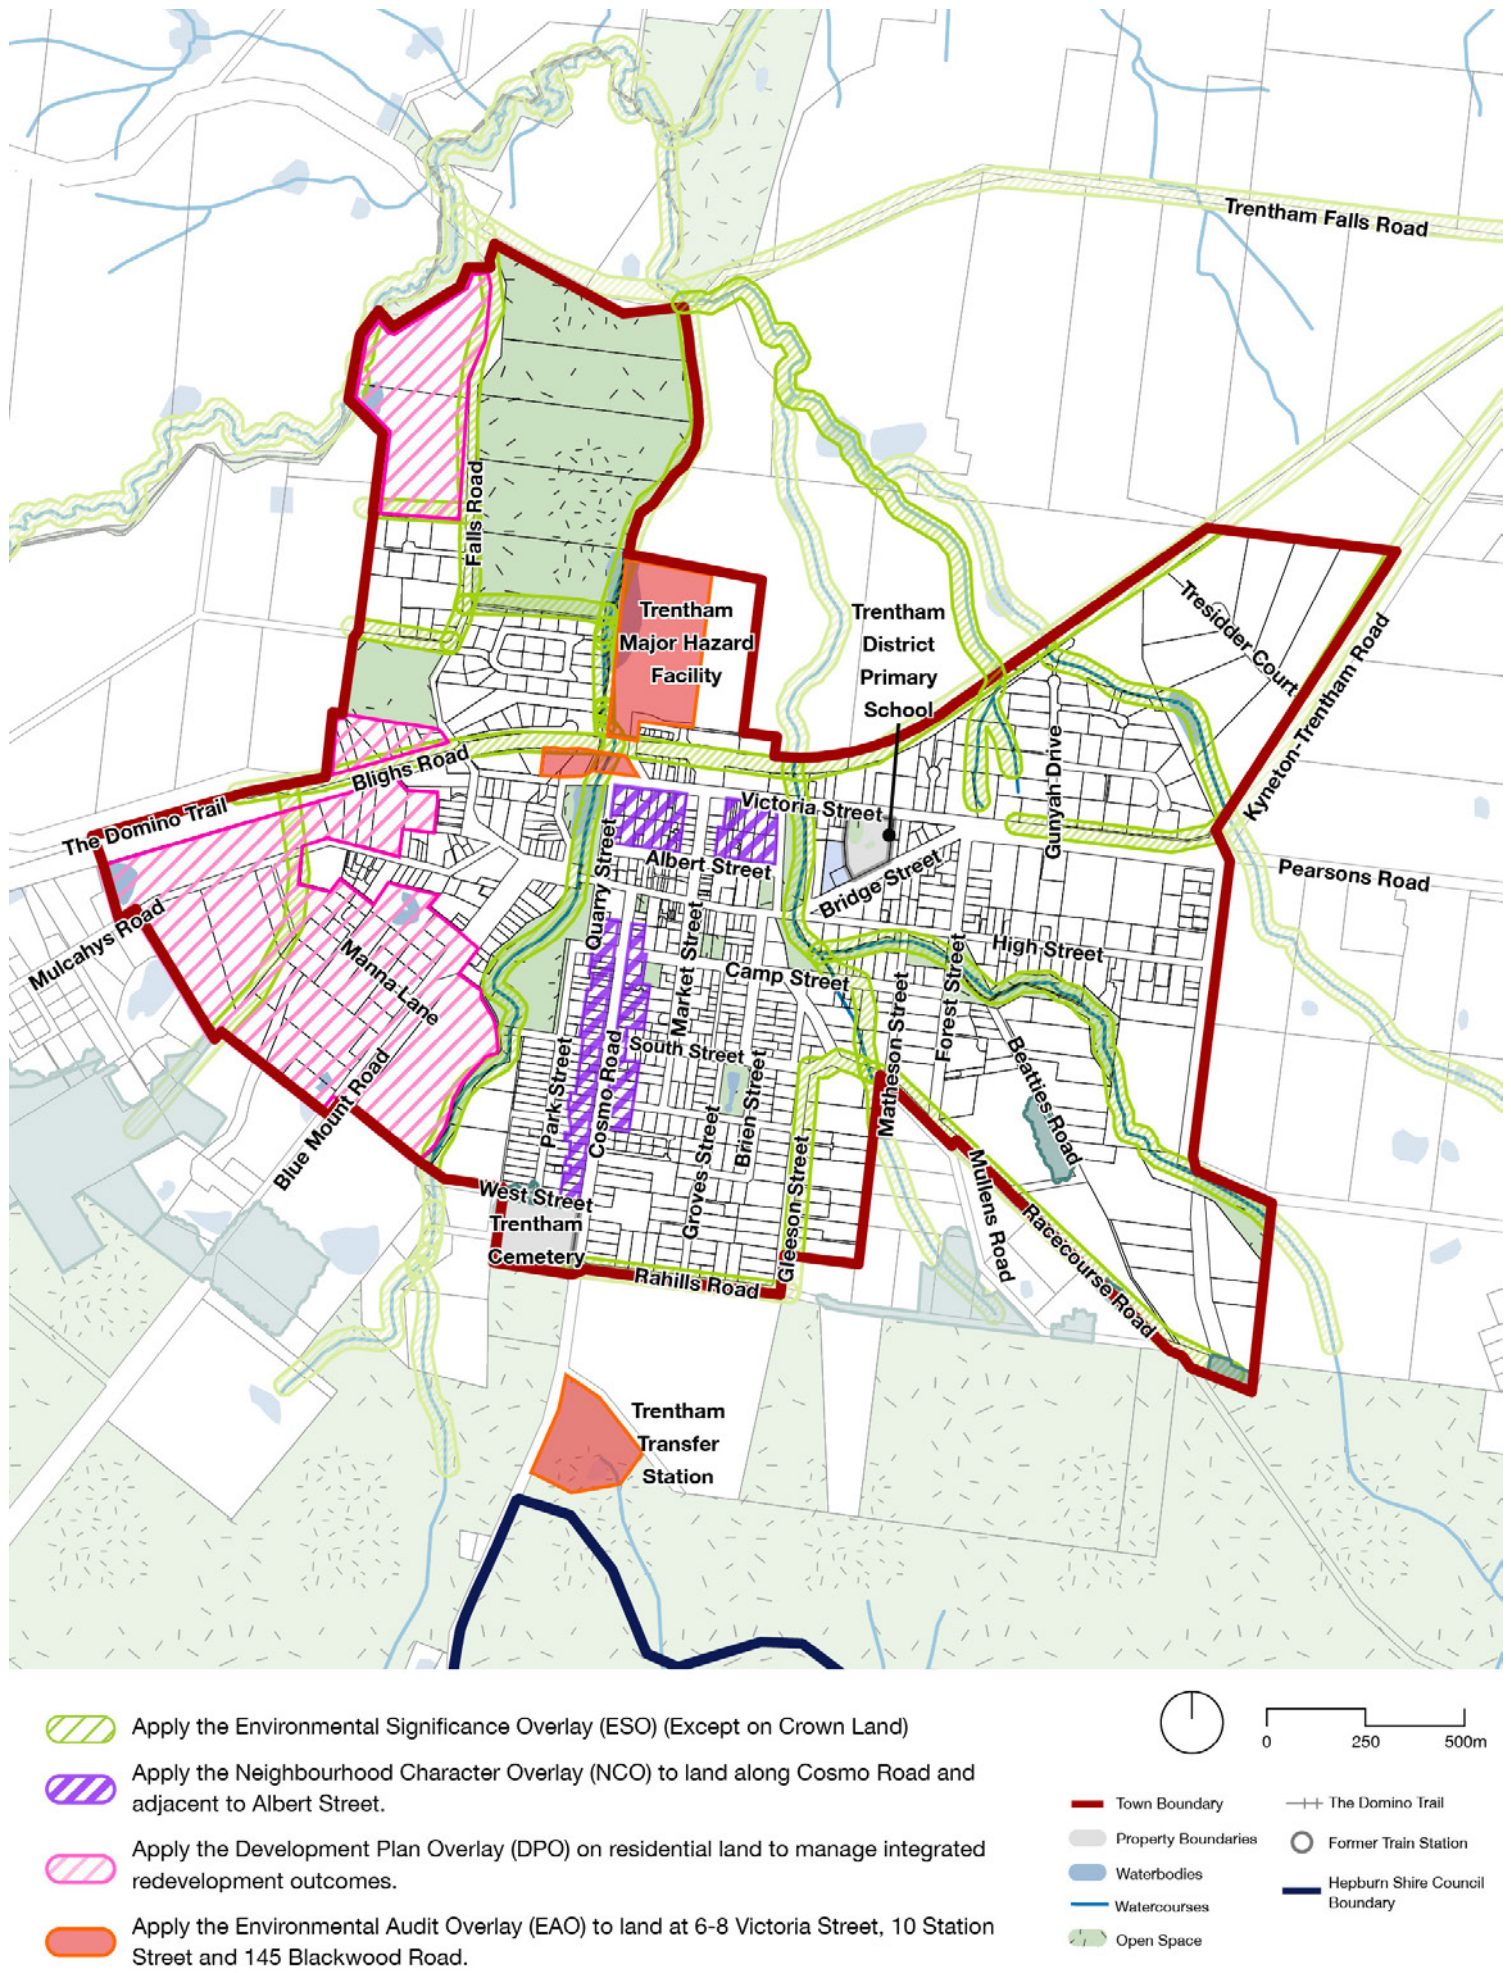 Trentham Falls Road
Falls Road
Trentham
Major Hazard
Facility
Trentham
District
Primary
School
Tresidder Court
Kyneton-Trentham Road
Gunyah Drive
Blighs Road
The Domino Trail
Victoria Street
Albert Street
Bridge Street
Pearsons Road
Quarry Street
Mulcahys Road
Manna Lane
Market Street
High Street
Camp Street
Forest Street
Matheson Street
South Street
Park Street
Cosmo Road
Brien Street
Groves Street
Gleeson Street
Beatties Road
Blue Mount Road
Mullens Road
Racecourse Road
West Street
Trentham
Cemetery
Rahills Road
Trentham
Transfer
Station
Apply the Environmental Significance Overlay (ESO) (Except on Crown Land)
Apply the Neighbourhood Character Overlay (NCO) to land along Cosmo Road and
adjacent to Albert Street.
Apply the Development Plan Overlay (DPO) on residential land to manage integrated
redevelopment outcomes.
Apply the Environmental Audit Overlay (EAO) to land at 6-8 Victoria Street, 10 Station
Street and 145 Blackwood Road.
0 250 500m
Town Boundary
Property Boundaries
Waterbodies
Watercourses
Open Space
The Domino Trail
Former Train Station
Hepburn Shire Council
Boundary